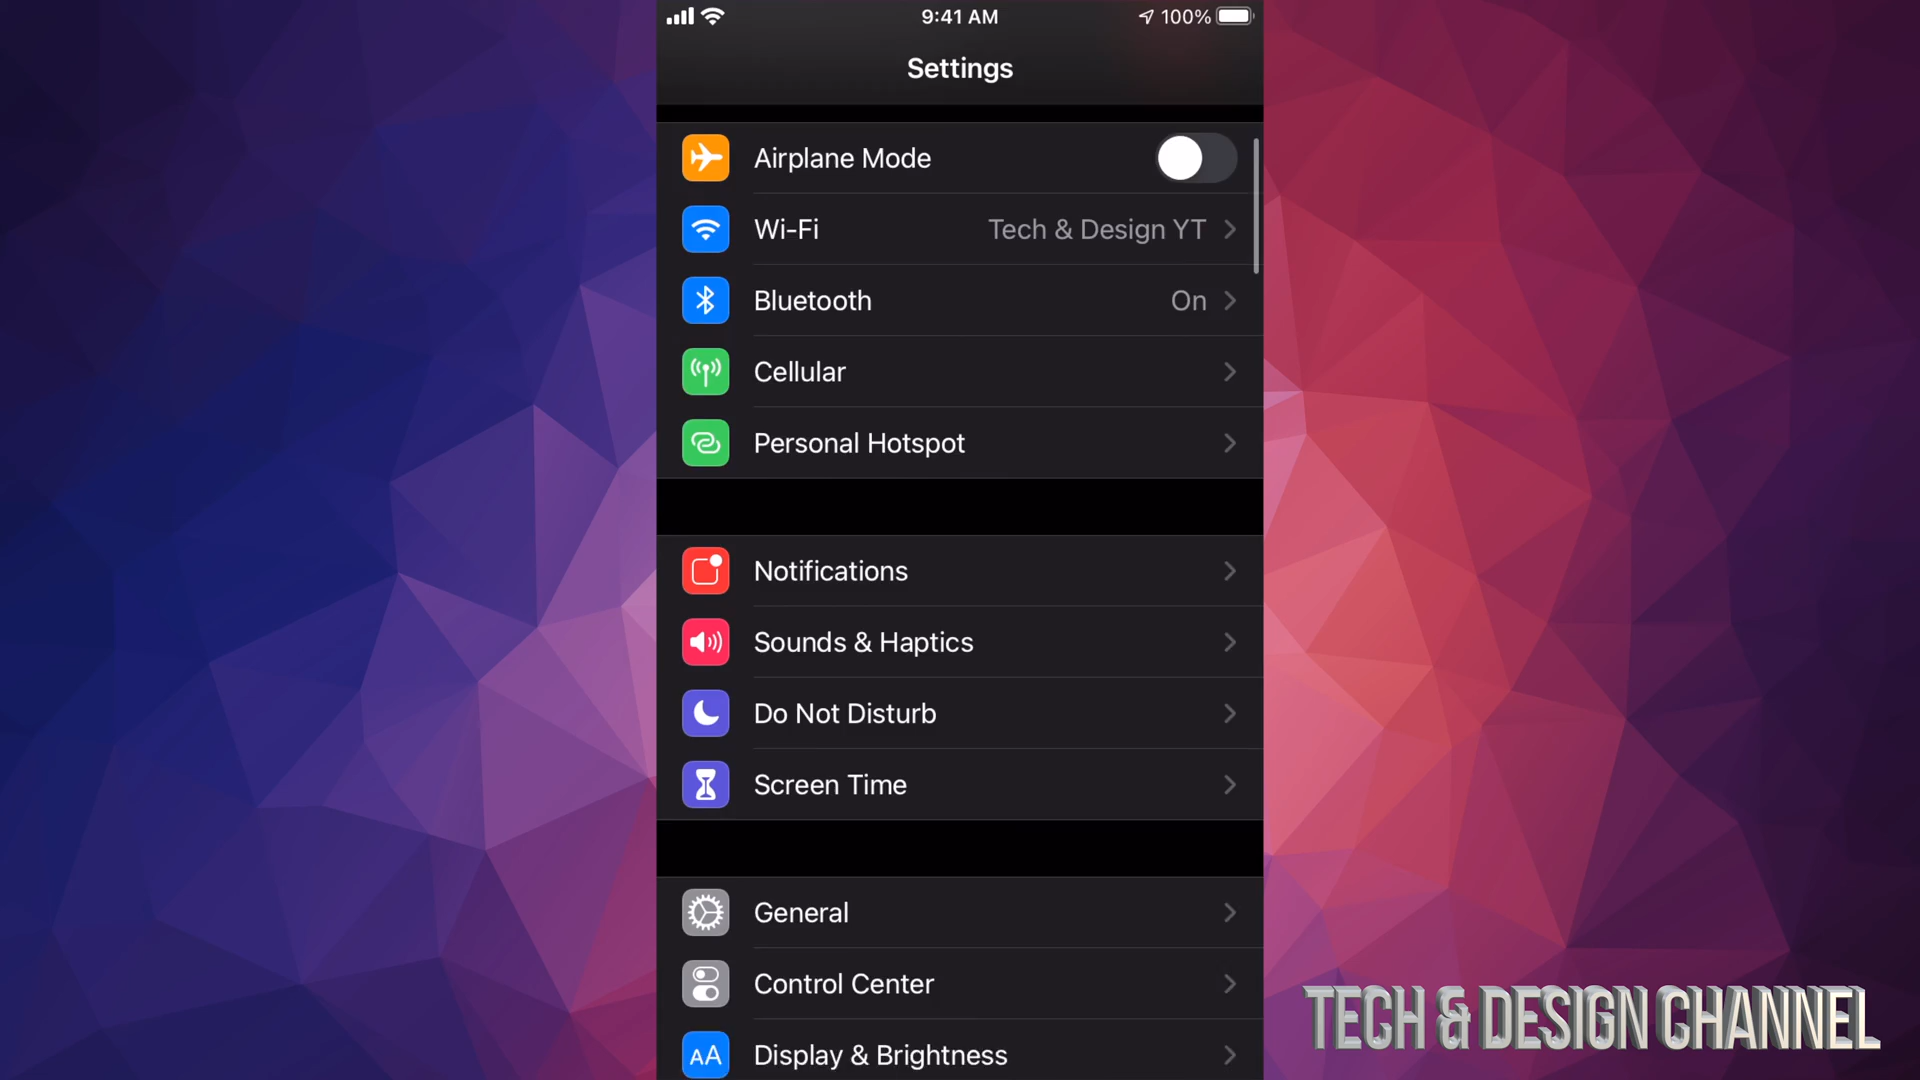 9:41 AM
100%
Settings
Airplane Mode
Wi-Fi Tech & Design YT
Bluetooth On
Cellular
Personal Hotspot
Notifications
Sounds & Haptics
Do Not Disturb
Screen Time
General
Control Center
AA Display & Brightness
TECH & DESIGN CHANNEL